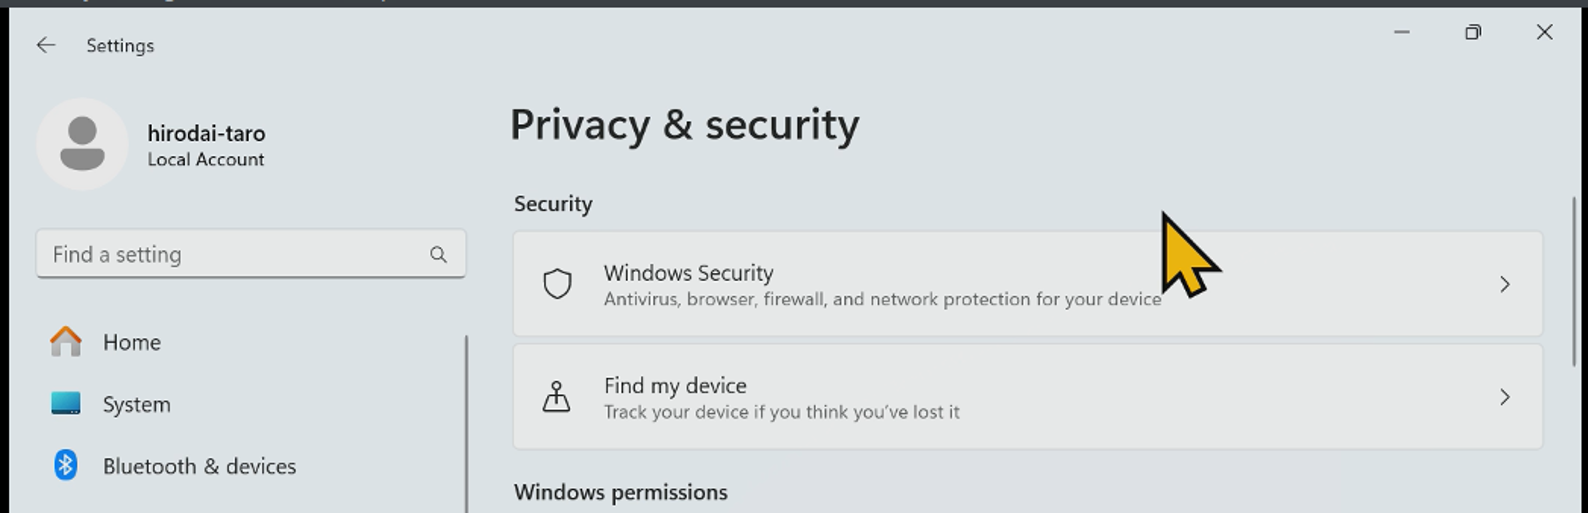 Settings
hirodai-taro
Local Account
Find a setting
Home
System
Bluetooth & devices
Privacy & security
Security
Windows Security
Antivirus, browser, firewall, and network protection for your device
Find my device
Track your device if you think you've lost it
Windows permissions